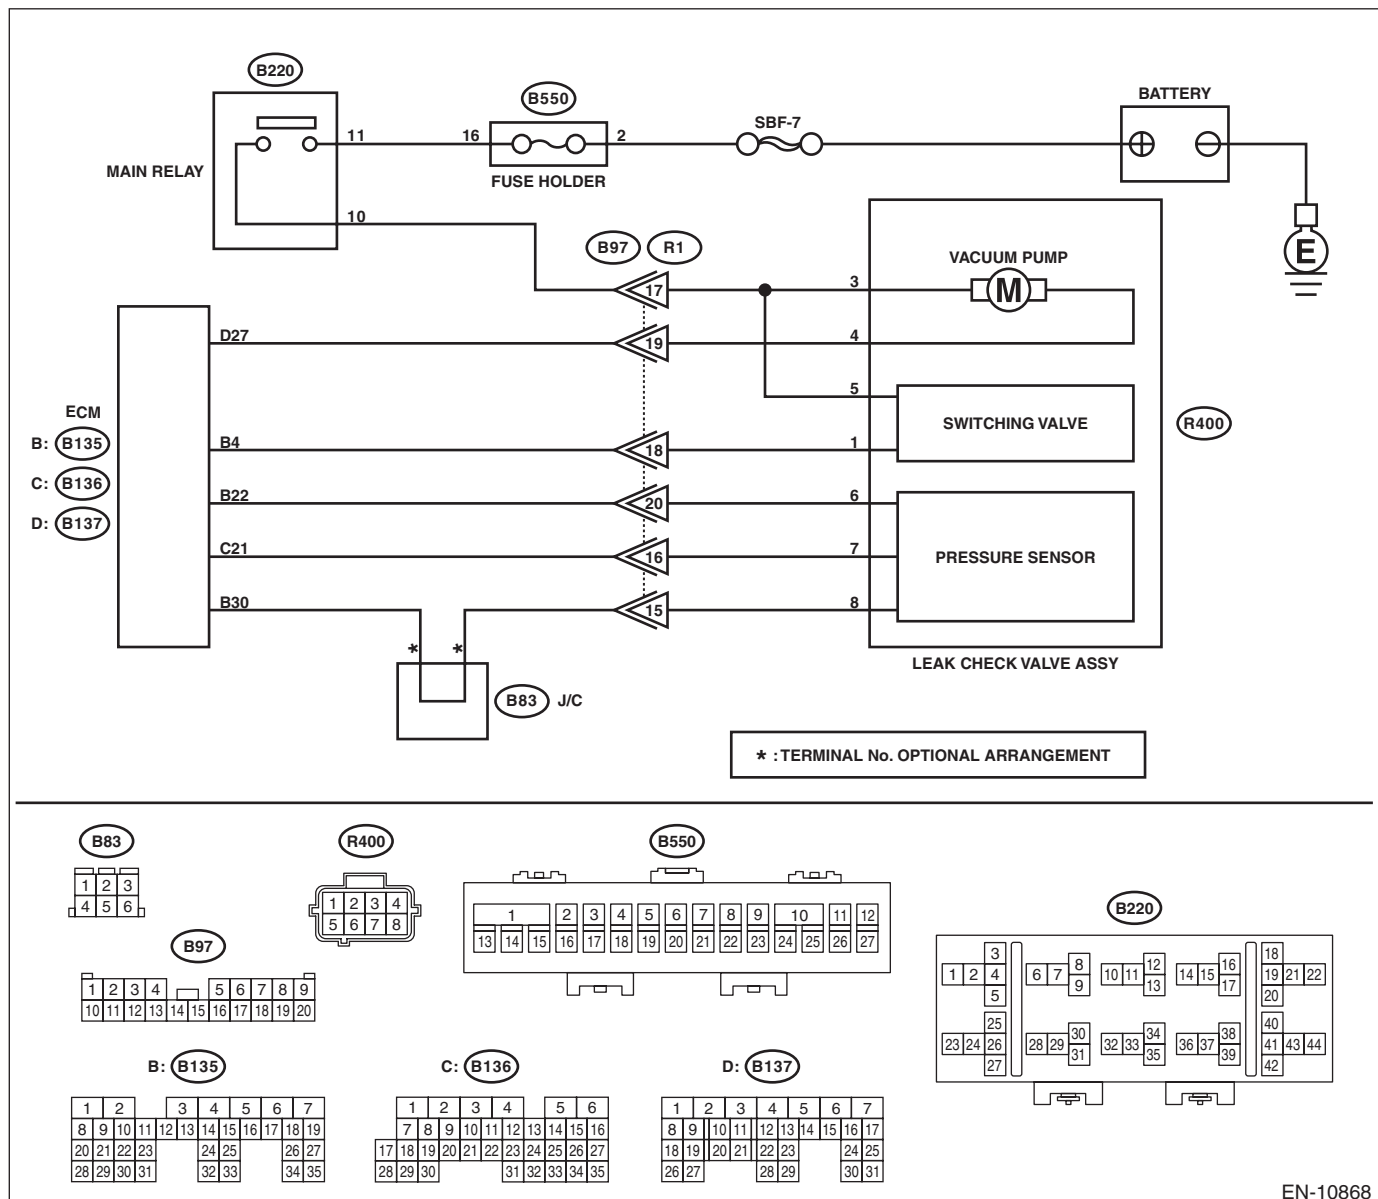 B220
B550
SBF-7
BATTERY
11
16
2
MAIN RELAY
FUSE HOLDER
10
B97
R1
VACUUM PUMP
E
17
3
M
D27
19
4
5
ECM
SWITCHING VALVE
R400
B: B135
B4
18
1
C: B136
B22
20
6
D: B137
C21
16
7
PRESSURE SENSOR
B30
15
8
*
*
LEAK CHECK VALVE ASSY
B83 J/C
* : TERMINAL No. OPTIONAL ARRANGEMENT
B83
1 2 3
4 5 6
R400
1 2 3 4
5 6 7 8
B550
1 2 3 4 5 6 7 8 9 10 11 12
13 14 15 16 17 18 19 20 21 22 23 24 25 26 27
B97
1 2 3 4 5 6 7 8 9
10 11 12 13 14 15 16 17 18 19 20
B220
3 8 12 16 18
1 2 4 6 7 10 11 14 15 19 21 22
5 9 13 17 20
25 30 34 38 40
23 24 26 28 29 32 33 36 37 41 43 44
27 31 35 39 42
B: B135
1 2 3 4 5 6 7
8 9 10 11 12 13 14 15 16 17 18 19
20 21 22 23 24 25 26 27
28 29 30 31 32 33 34 35
C: B136
1 2 3 4 5 6
7 8 9 10 11 12 13 14 15 16
17 18 19 20 21 22 23 24 25 26 27
28 29 30 31 32 33 34 35
D: B137
1 2 3 4 5 6 7
8 9 10 11 12 13 14 15 16 17
18 19 20 21 22 23 24 25
26 27 28 29 30 31
EN-10868